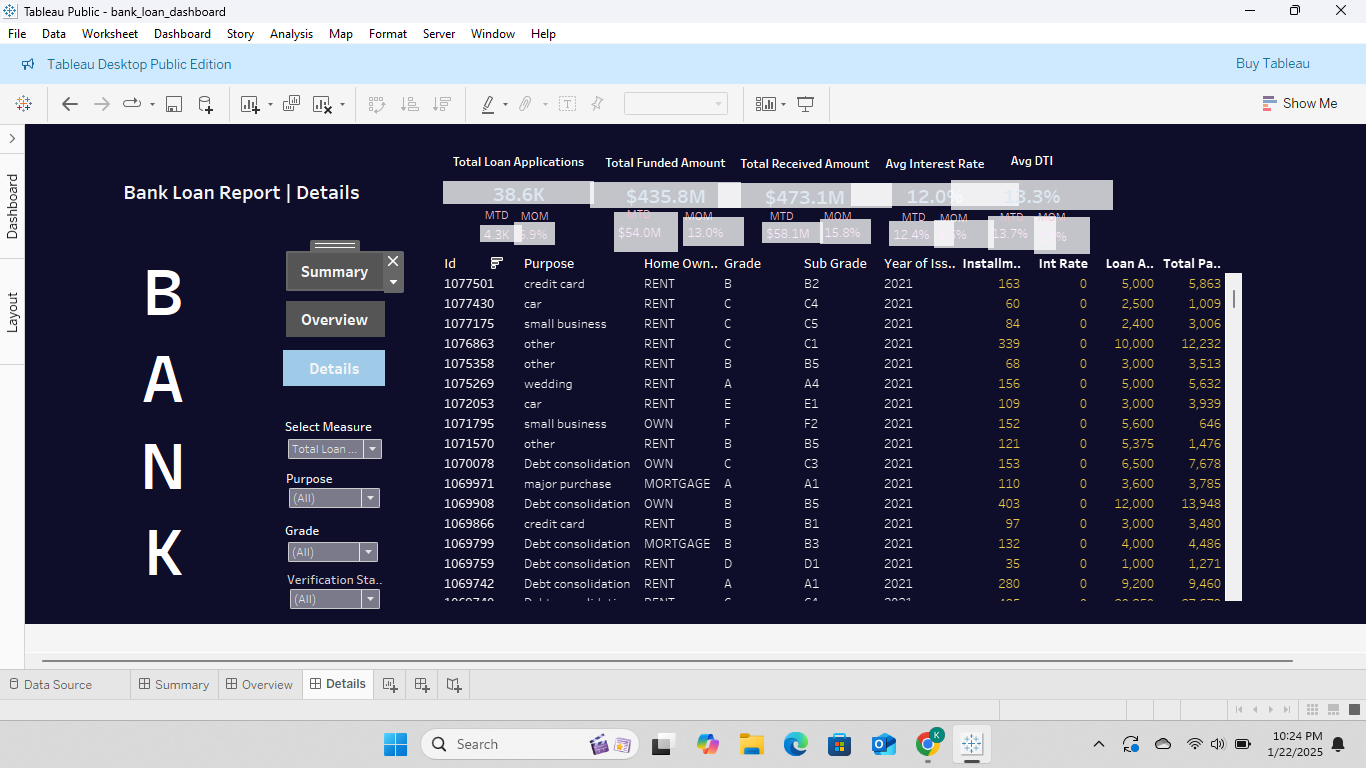 Tableau Public - bank_loan_dashboard
File Data Worksheet Dashboard Story Analysis Map Format Server Window Help
Tableau Desktop Public Edition Buy Tableau
Show Me
Dashboard
Layout
Bank Loan Report | Details
B
A
N
K
Summary
Overview
Details
Select Measure
Total Loan ...
Purpose
(All)
Grade
(All)
Verification Sta..
(All)
Total Loan Applications Total Funded Amount Total Received Amount Avg Interest Rate Avg DTI
38.6K $435.8M $473.1M 12.0% 13.3%
MTD MOM MTD MOM MTD MOM MTD MOM MTD MOM
4.3K $54.0M 13.0% $58.1M 15.8% 12.4% 13.7%
Id Purpose Home Own.. Grade Sub Grade Year of Iss.. Installm.. Int Rate Loan A.. Total Pa..
1077501 credit card RENT B B2 2021 163 0 5,000 5,863
1077430 car RENT C C4 2021 60 0 2,500 1,009
1077175 small business RENT C C5 2021 84 0 2,400 3,006
1076863 other RENT C C1 2021 339 0 10,000 12,232
1075358 other RENT B B5 2021 68 0 3,000 3,513
1075269 wedding RENT A A4 2021 156 0 5,000 5,632
1072053 car RENT E E1 2021 109 0 3,000 3,939
1071795 small business OWN F F2 2021 152 0 5,600 646
1071570 other RENT B B5 2021 121 0 5,375 1,476
1070078 Debt consolidation OWN C C3 2021 153 0 6,500 7,678
1069971 major purchase MORTGAGE A A1 2021 110 0 3,600 3,785
1069908 Debt consolidation OWN B B5 2021 403 0 12,000 13,948
1069866 credit card RENT B B1 2021 97 0 3,000 3,480
1069799 Debt consolidation MORTGAGE B B3 2021 132 0 4,000 4,486
1069759 Debt consolidation RENT D D1 2021 35 0 1,000 1,271
1069742 Debt consolidation RENT A A1 2021 280 0 9,200 9,460
Data Source Summary Overview Details
Search
K
10:24 PM
1/22/2025